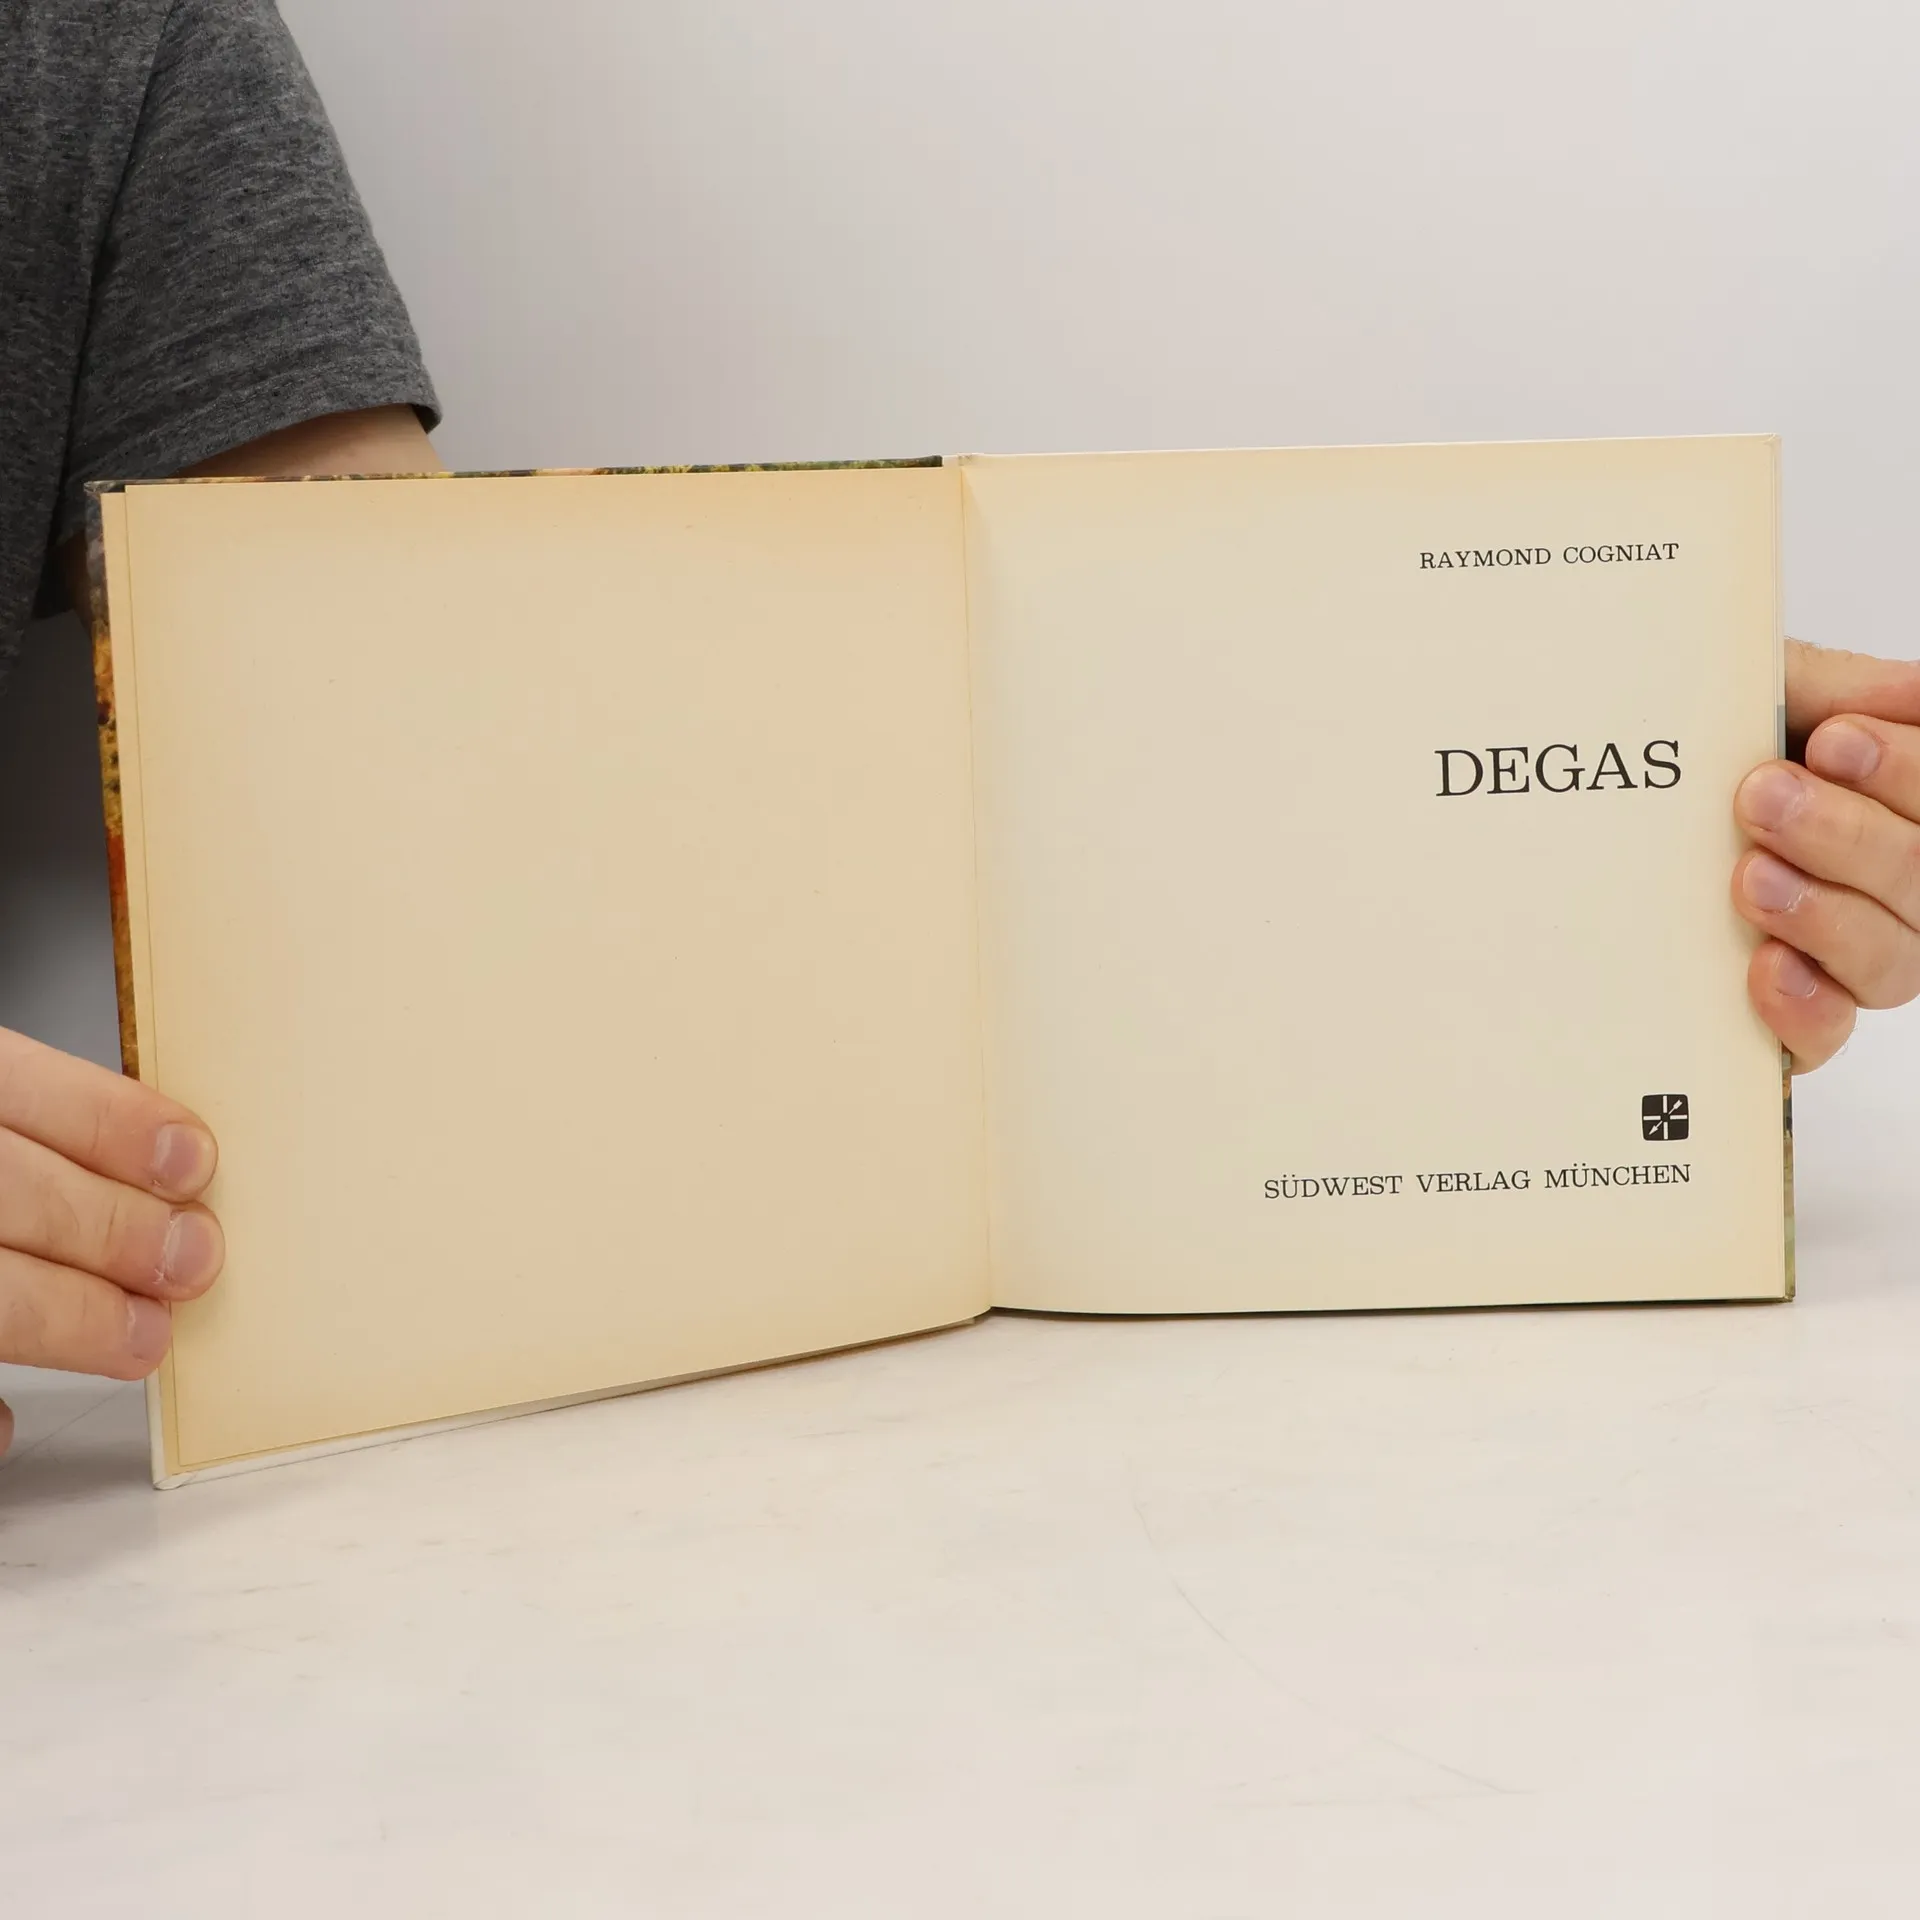 RAYMOND COGNIAT
DEGAS
SÜDWEST VERLAG MÜNCHEN